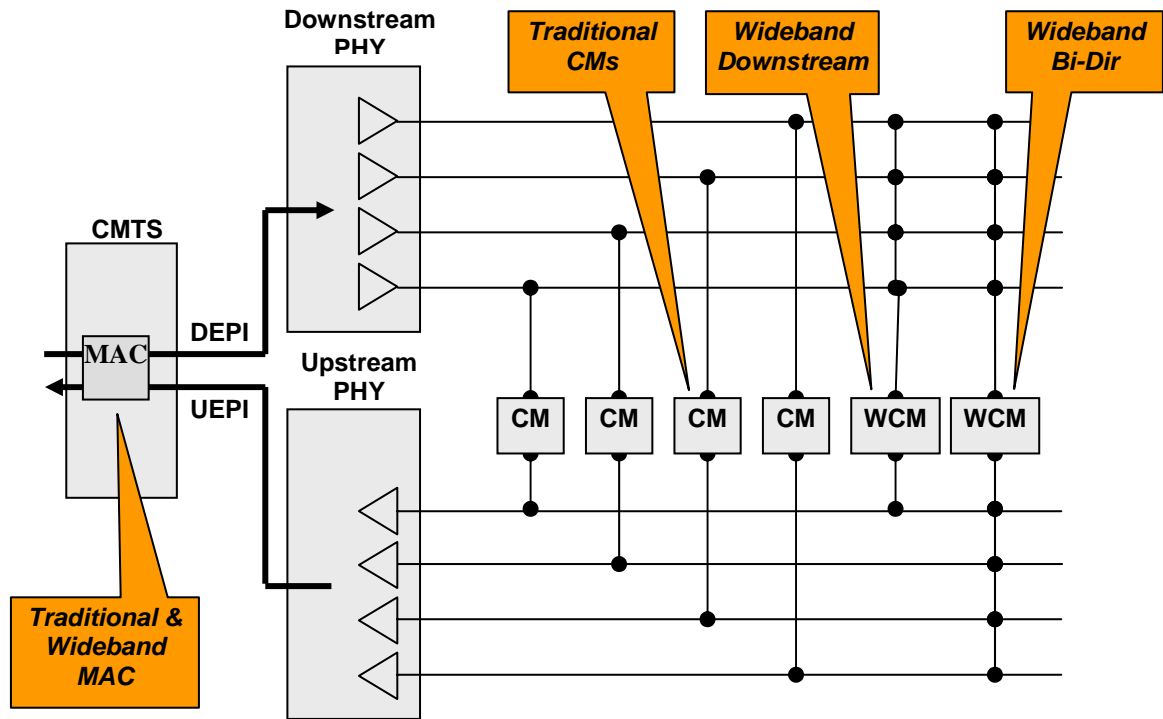 Downstream
PHY
Traditional
CMs
Wideband
Downstream
Wideband
Bi-Dir
CMTS
DEPI
MAC
UEPI
Upstream
PHY
CM
CM
CM
CM
WCM
WCM
Traditional &
Wideband
MAC